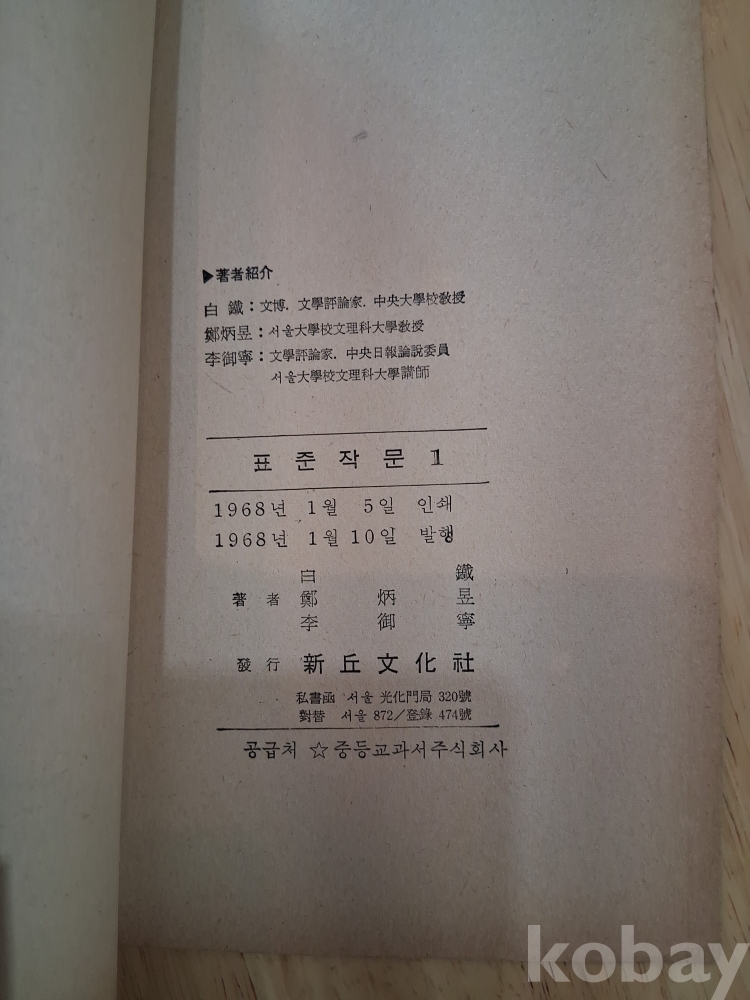 ▶著者紹介
白 鐵 : 文博. 文學評論家. 中央大學校敎授
鄭炳昱 : 서울大學校文理科大學敎授
李御寧 : 文學評論家. 中央日報論說委員
서울大學校文理科大學講師
표 준 작 문 1
1968년 1월 5일 인쇄
1968년 1월 10일 발행
白 鐵
著 者 鄭 炳 昱
李 御 寧
發 行 新 丘 文 化 社
私書函 서울 光化門局 320號
對替 서울 872/登錄 474號
공급처 ☆ 중등교과서주식회사
kobay